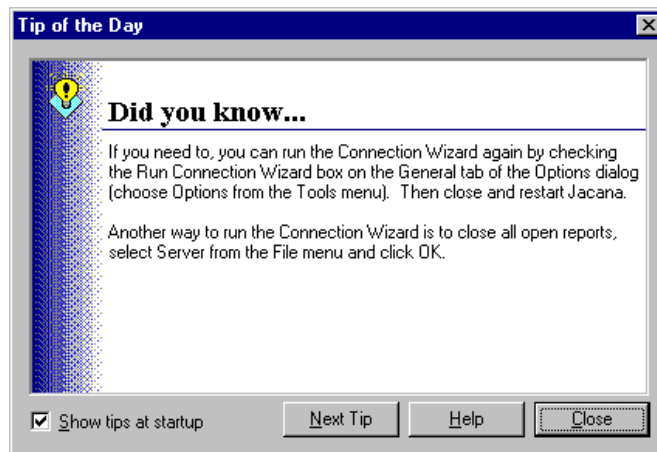 Tip of the Day
Did you know...
If you need to, you can run the Connection Wizard again by checking
the Run Connection Wizard box on the General tab of the Options dialog
(choose Options from the Tools menu).  Then close and restart Jacana.
Another way to run the Connection Wizard is to close all open reports,
select Server from the File menu and click OK.
Show tips at startup
Next Tip
Help
Close